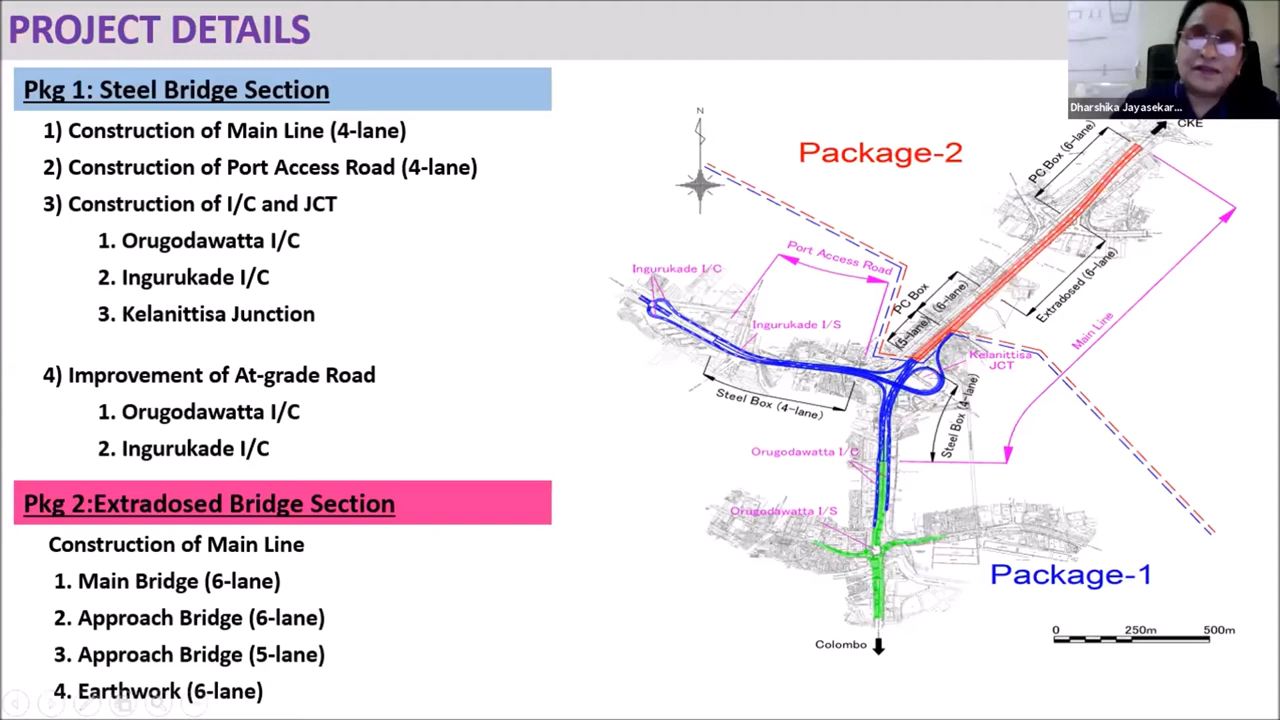 PROJECT DETAILS
Pkg 1: Steel Bridge Section
1) Construction of Main Line (4-lane)
2) Construction of Port Access Road (4-lane)
3) Construction of I/C and JCT
1. Orugodawatta I/C
2. Ingurukade I/C
3. Kelanittisa Junction
4) Improvement of At-grade Road
1. Orugodawatta I/C
2. Ingurukade I/C
Pkg 2:Extradosed Bridge Section
Construction of Main Line
1. Main Bridge (6-lane)
2. Approach Bridge (6-lane)
3. Approach Bridge (5-lane)
4. Earthwork (6-lane)
Dharshika Jayasekar...
CKE
N
Package-2
PC Box (6-lane)
Port Access Road
Ingurukade I/C
PC Box
(5-lane)
(6-lane)
Extradosed (6-lane)
Main Line
Ingurukade I/S
Kelanittisa
JCT
Steel Box (4-lane)
Steel Box (4-lane)
Orugodawatta I/C
Orugodawatta I/S
Package-1
0 250m 500m
Colombo